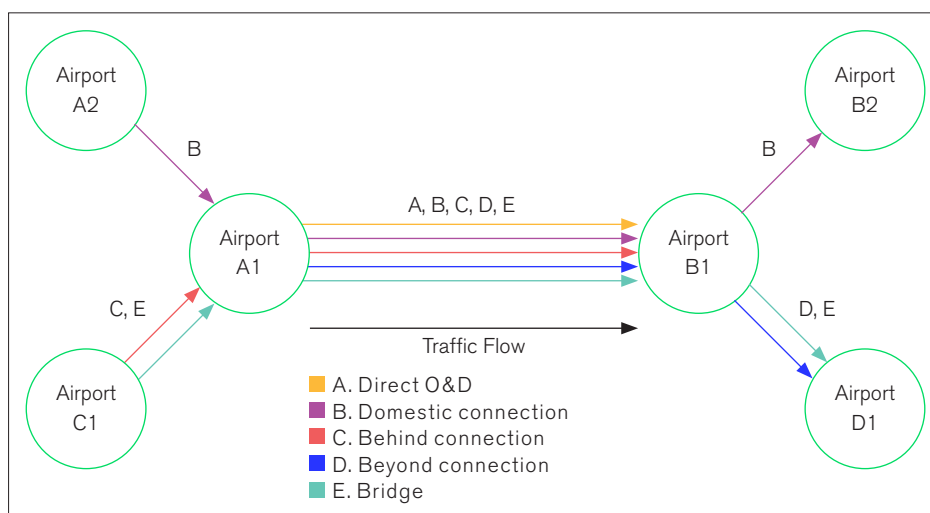 Airport
A2
Airport
B2
B
B
A, B, C, D, E
Airport
A1
Airport
B1
C, E
D, E
Traffic Flow
Airport
C1
Airport
D1
A. Direct O&D
B. Domestic connection
C. Behind connection
D. Beyond connection
E. Bridge